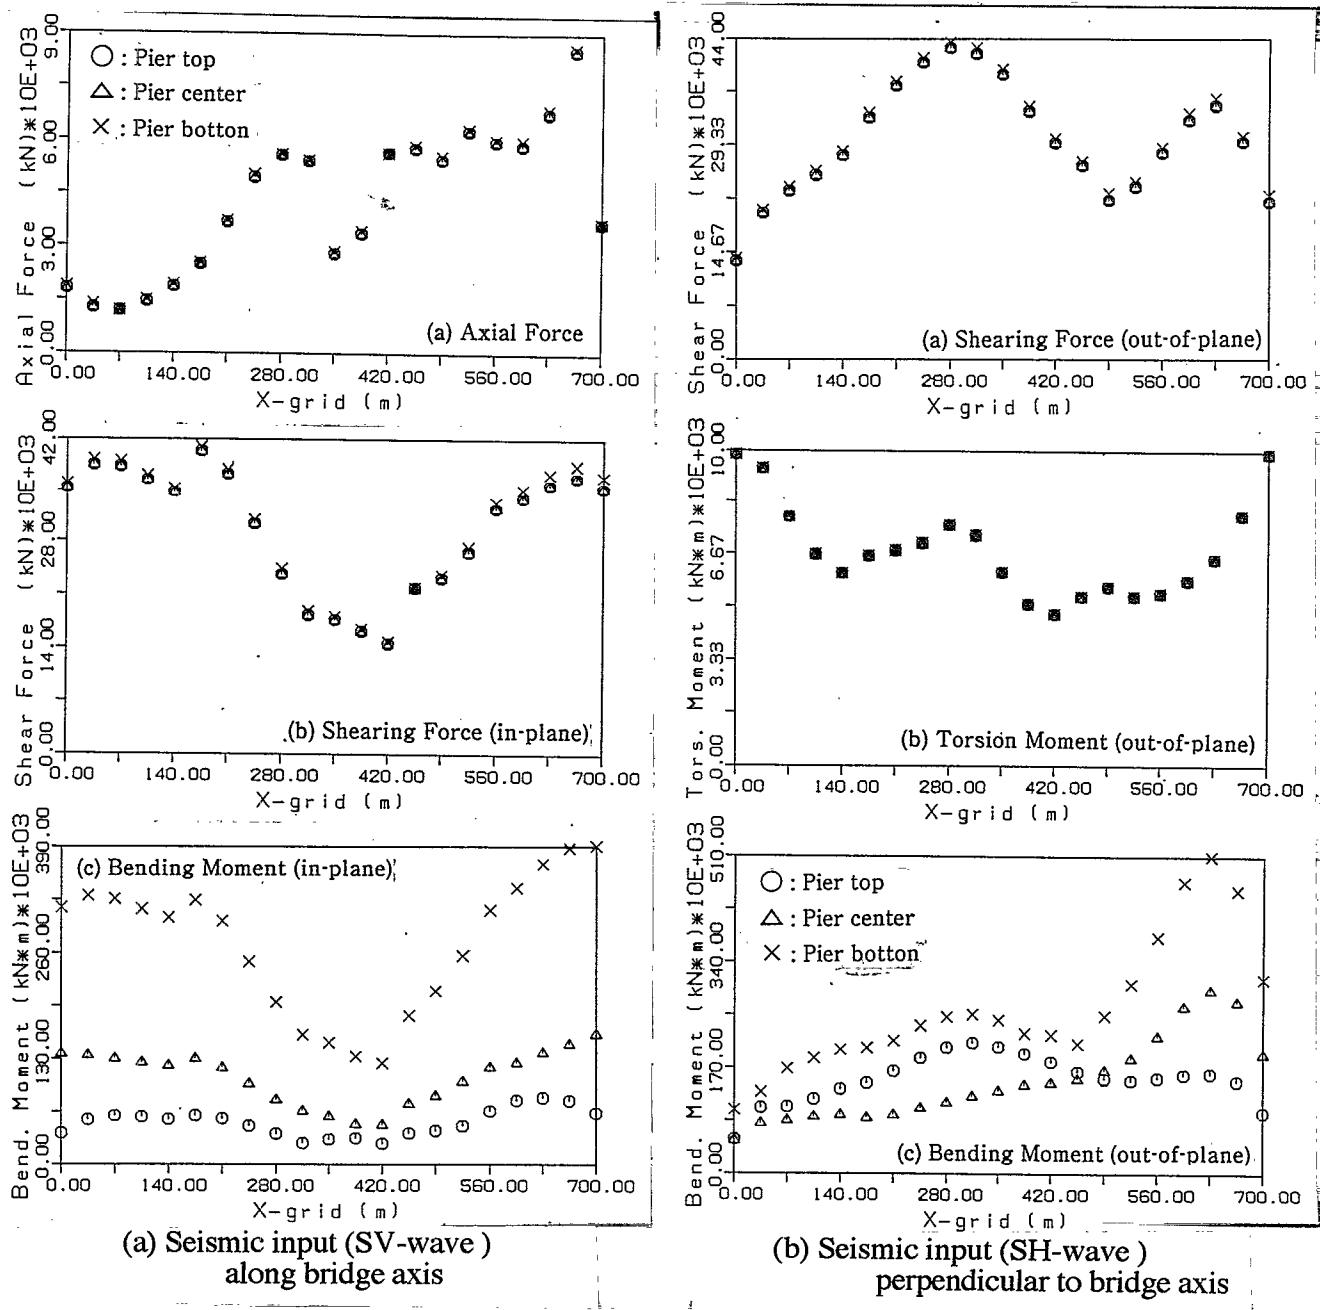 Axial Force (kN)*10E+03
9.00
6.00
3.00
0.00
○ : Pier top
△ : Pier center
× : Pier botton
(a) Axial Force
0.00 140.00 280.00 420.00 560.00 700.00
X-grid (m)
Shear Force (kN)*10E+03
42.00
28.00
14.00
0.00
(b) Shearing Force (in-plane)
0.00 140.00 280.00 420.00 560.00 700.00
X-grid (m)
Bend. Moment (kN*m)*10E+03
390.00
260.00
130.00
0.00
(c) Bending Moment (in-plane)
0.00 140.00 280.00 420.00 560.00 700.00
X-grid (m)
(a) Seismic input (SV-wave )
along bridge axis
Shear Force (kN)*10E+03
44.00
29.33
14.67
0.00
(a) Shearing Force (out-of-plane)
0.00 140.00 280.00 420.00 560.00 700.00
X-grid (m)
Tors. Moment (kN*m)*10E+03
10.00
6.67
3.33
0.00
(b) Torsion Moment (out-of-plane)
0.00 140.00 280.00 420.00 560.00 700.00
X-grid (m)
Bend. Moment (kN*m)*10E+03
510.00
340.00
170.00
0.00
○ : Pier top
△ : Pier center
× : Pier botton
(c) Bending Moment (out-of-plane)
0.00 140.00 280.00 420.00 560.00 700.00
X-grid (m)
(b) Seismic input (SH-wave )
perpendicular to bridge axis